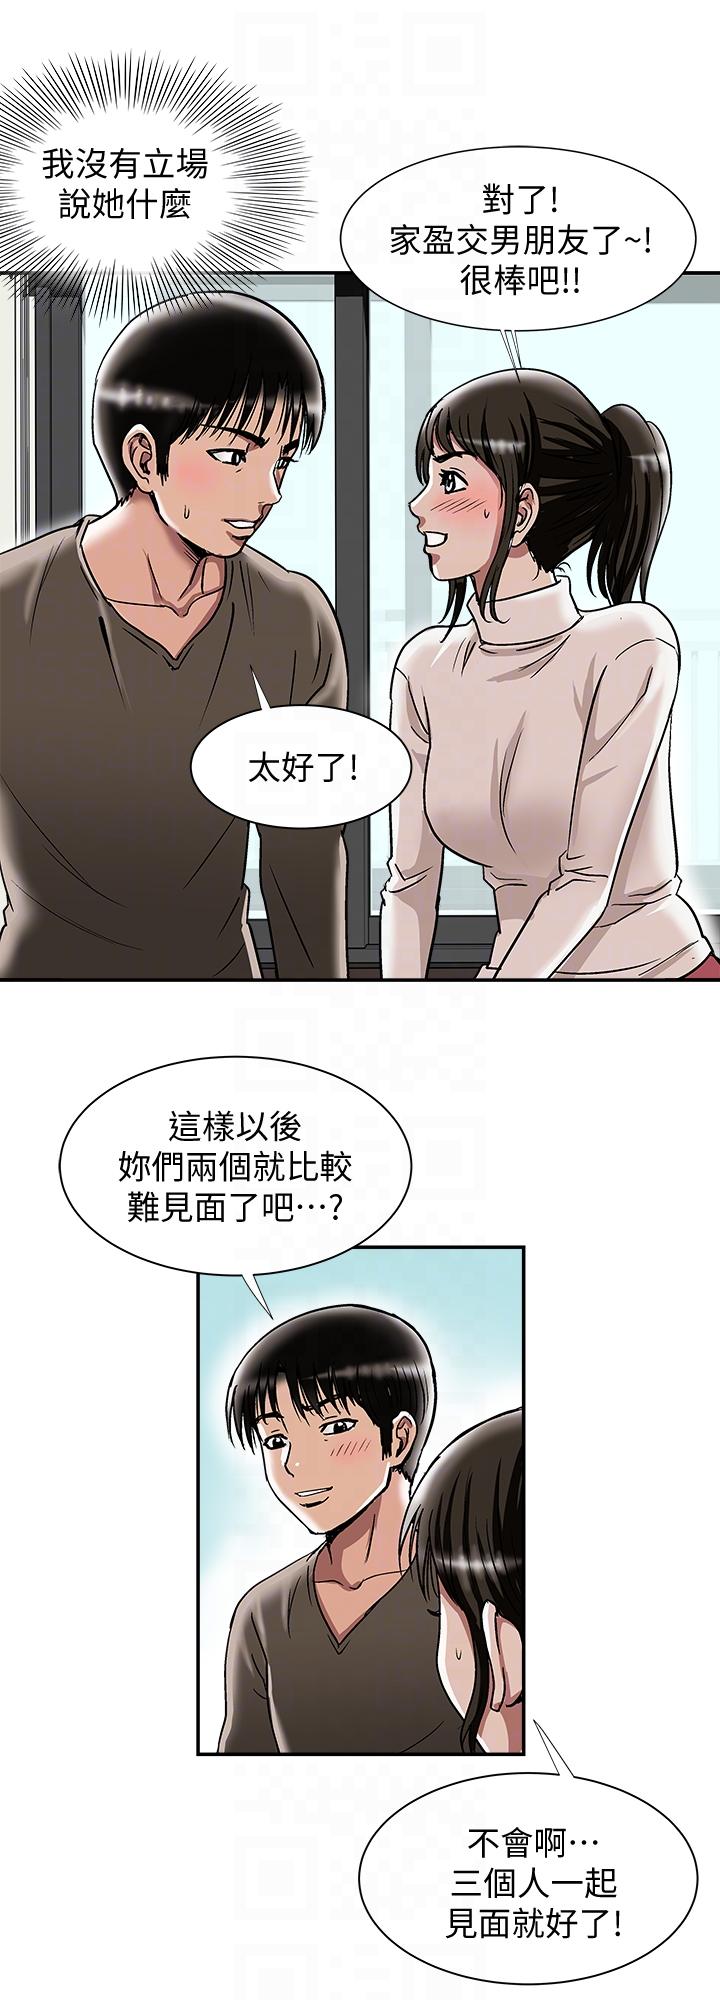 我沒有立場
說她什麼
對了!
家盈交男朋友了~!
很棒吧!!
太好了!
這樣以後
妳們兩個就比較
難見面了吧…?
不會啊…
三個人一起
見面就好了!